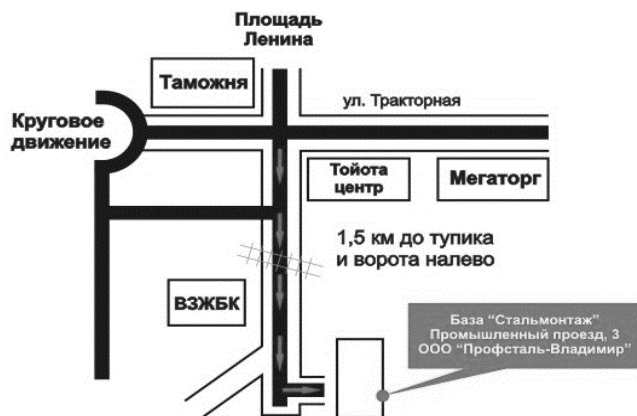 Площадь
Ленина
Таможня
ул. Тракторная
Круговое
движение
Тойота
центр
Мегаторг
1,5 км до тупика
и ворота налево
ВЗЖБК
База "Стальмонтаж"
Промышленный проезд, 3
ООО "Профсталь-Владимир"